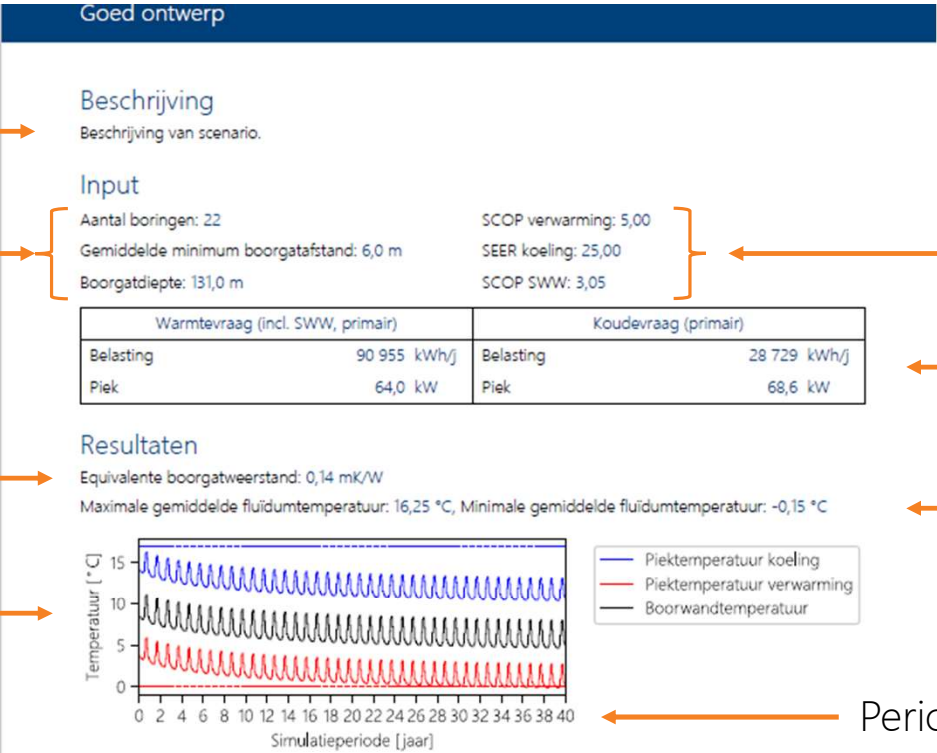 Goed ontwerp
Beschrijving
Beschrijving van scenario.
Input
Aantal boringen: 22
SCOP verwarming: 5,00
Gemiddelde minimum boorgatafstand: 6,0 m
SEER koeling: 25,00
Boorgatdiepte: 131,0 m
SCOP SWW: 3,05
Warmtevraag (incl. SWW, primair) Koudevraag (primair)
Belasting 90 955 kWh/j Belasting 28 729 kWh/j
Piek 64,0 kW Piek 68,6 kW
Resultaten
Equivalente boorgatweerstand: 0,14 mK/W
Maximale gemiddelde fluïdumtemperatuur: 16,25 °C, Minimale gemiddelde fluïdumtemperatuur: -0,15 °C
Temperatuur [°C]
15
10
5
0
Piektemperatuur koeling
Piektemperatuur verwarming
Boorwandtemperatuur
0 2 4 6 8 10 12 14 16 18 20 22 24 26 28 30 32 34 36 38 40
Simulatieperiode [jaar]